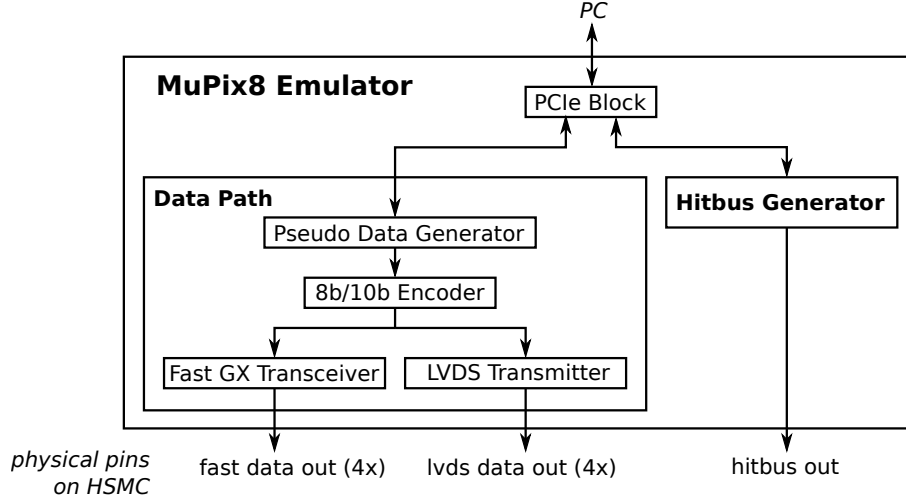 PC
MuPix8 Emulator
PCIe Block
Data Path
Hitbus Generator
Pseudo Data Generator
8b/10b Encoder
Fast GX Transceiver
LVDS Transmitter
physical pins
on HSMC
fast data out (4x)
lvds data out (4x)
hitbus out